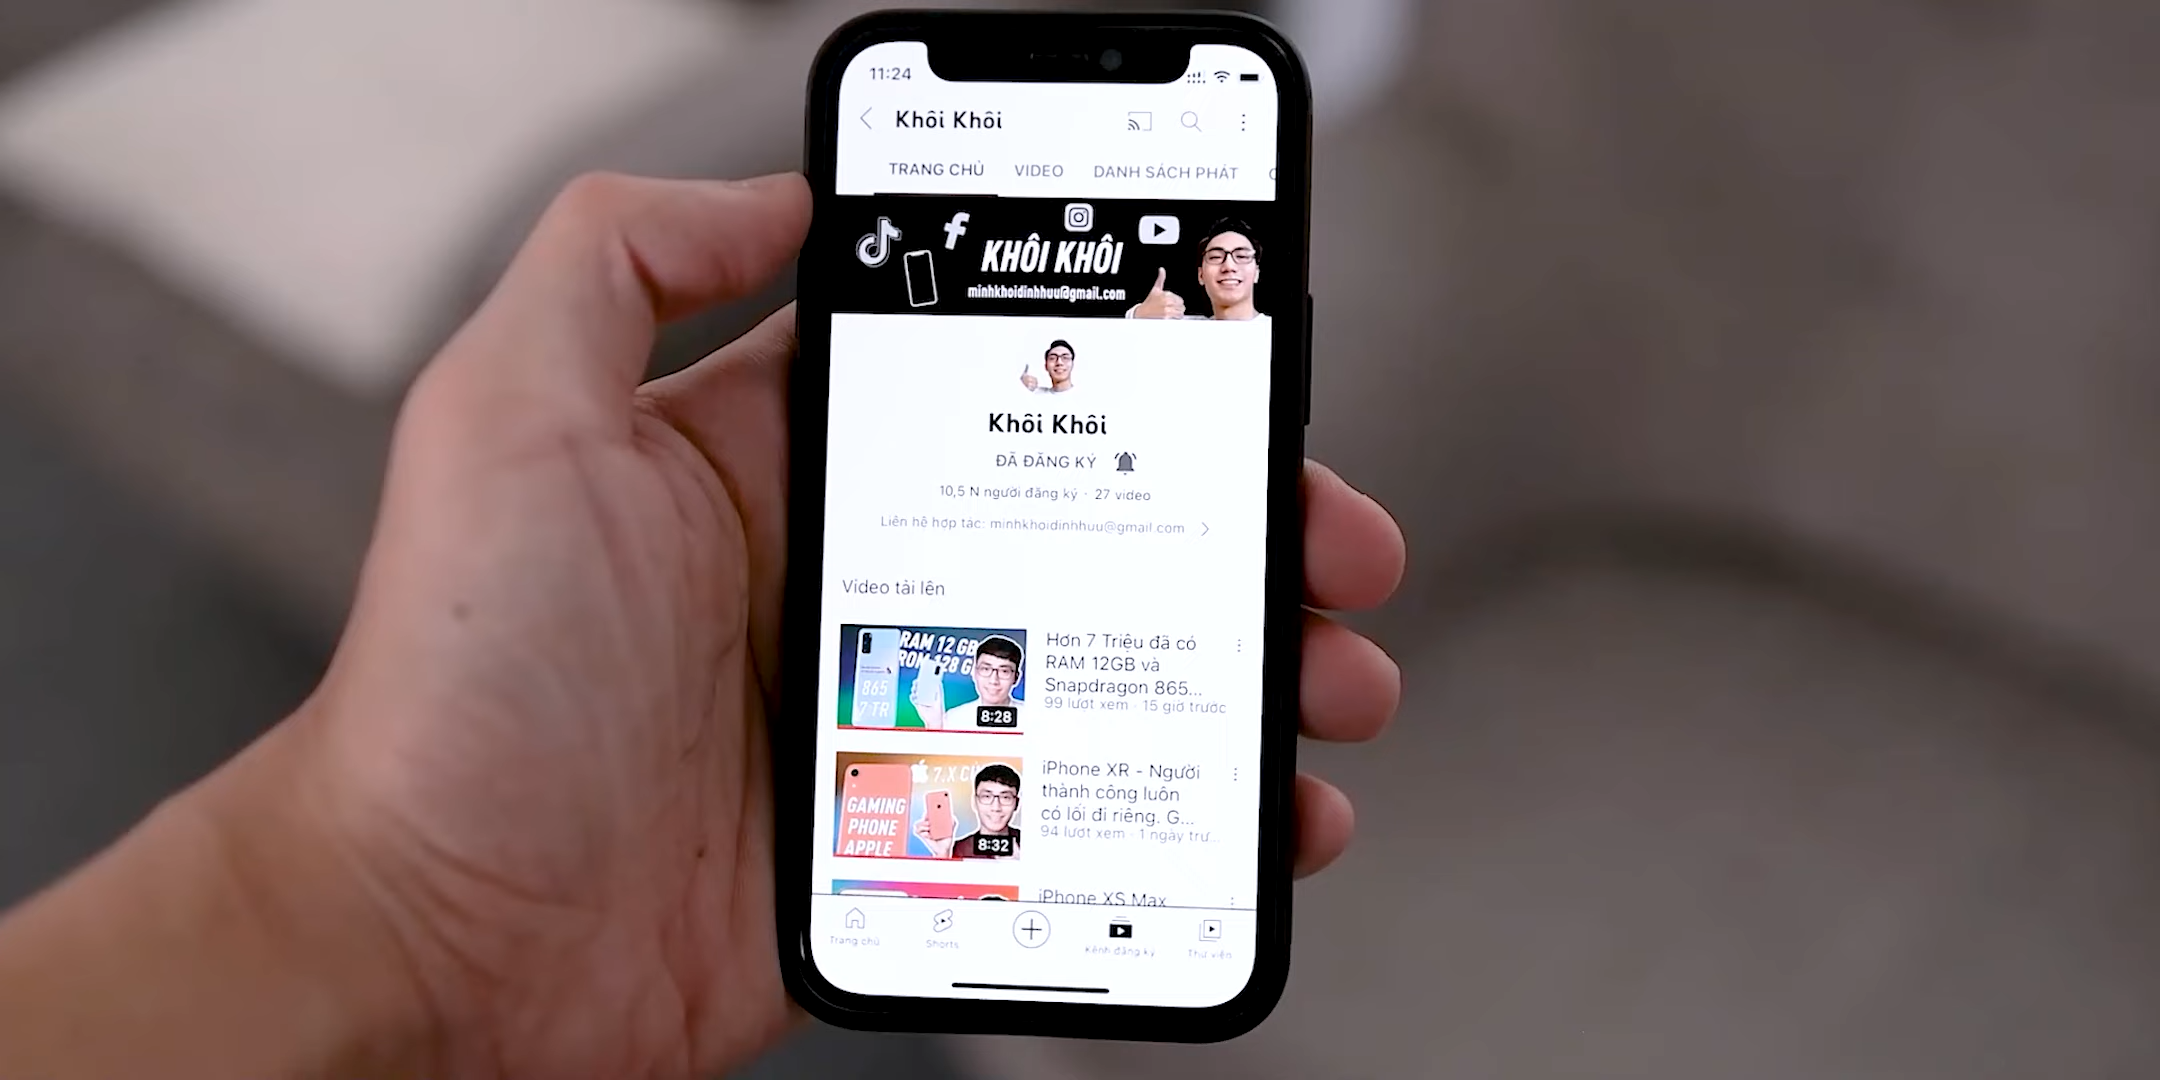 11:24
Khôi Khôi
TRANG CHỦ VIDEO DANH SÁCH PHÁT
KHÔI KHÔI
minhkhoidinhhuu@gmail.com
Khôi Khôi
ĐÃ ĐĂNG KÝ
10,5 N người đăng ký · 27 video
Liên hệ hợp tác: minhkhoidinhhuu@gmail.com
Video tải lên
RAM 12 GB
ROM 128 G
865
7 TR
8:28
Hơn 7 Triệu đã có
RAM 12GB và
Snapdragon 865...
99 lượt xem · 15 giờ trước
7.X
GAMING
PHONE
APPLE
8:32
iPhone XR - Người
thành công luôn
có lối đi riêng. G...
94 lượt xem · 1 ngày trư...
iPhone XS Max
Trang chủ Shorts Kênh đăng ký Thư viện